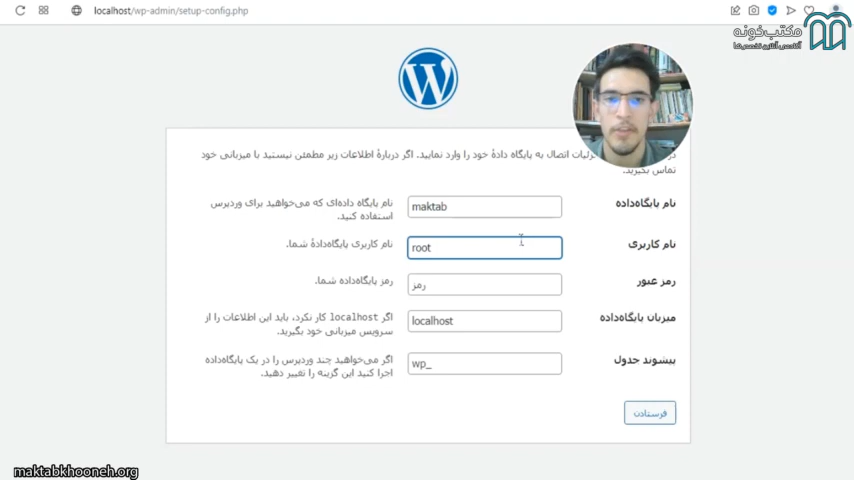 localhost/wp-admin/setup-config.php
مکتب‌خونه
آکادمی آنلاین تخصص‌ها
W
جزئیات اتصال به پایگاه دادهٔ خود را وارد نمایید. اگر دربارهٔ اطلاعات زیر مطمئن نیستید با میزبانی خود
تماس بگیرید.
نام پایگاه‌داده
maktab
نام پایگاه داده‌ای که می‌خواهید برای وردپرس
استفاده کنید.
نام کاربری
root
نام کاربری پایگاه‌دادهٔ شما.
رمز عبور
رمز
رمز پایگاه‌داده شما.
میزبان پایگاه‌داده
localhost
اگر localhost کار نکرد، باید این اطلاعات را از
سرویس میزبانی خود بگیرید.
پیشوند جدول
wp_
اگر می‌خواهید چند وردپرس را در یک پایگاه‌داده
اجرا کنید این گزینه را تغییر دهید.
فرستادن
maktabkhooneh.org